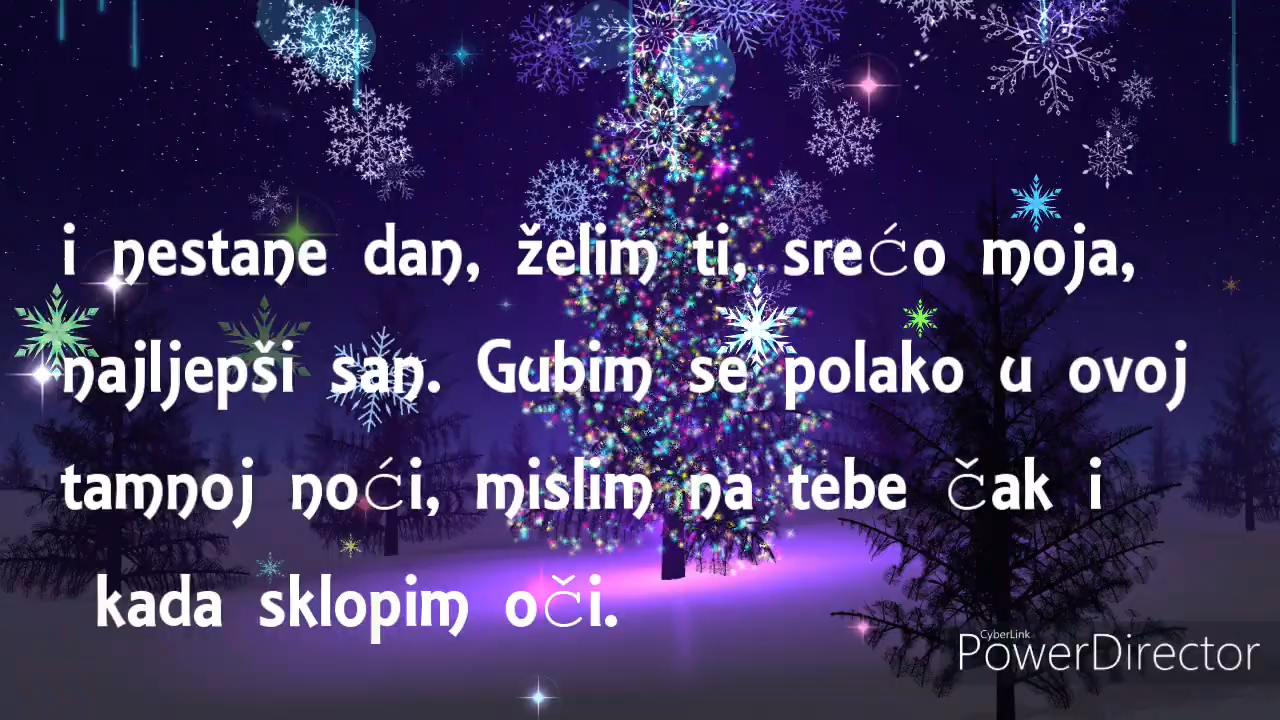 i nestane dan, želim ti, srećo moja,
najljepši san. Gubim se polako u ovoj
tamnoj noći, mislim na tebe čak i
kada sklopim oči.
CyberLink
PowerDirector